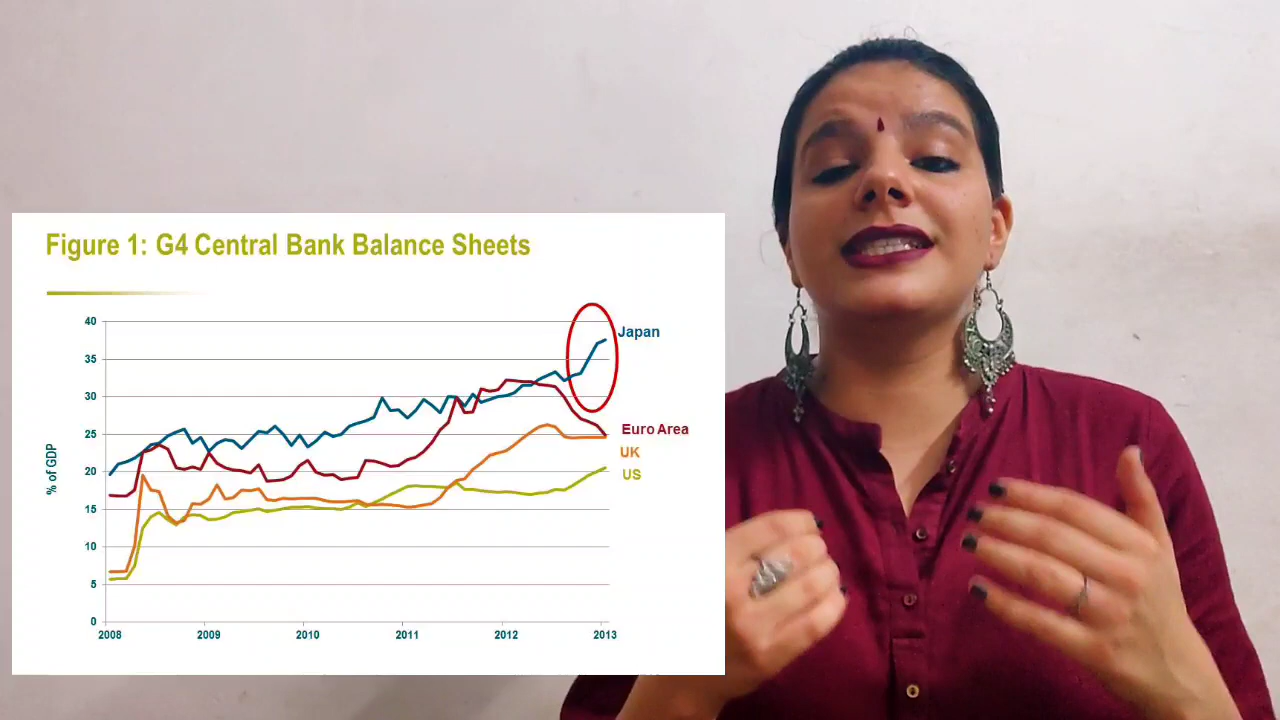 Figure 1: G4 Central Bank Balance Sheets
% of GDP
40
35
30
25
20
15
10
5
0
2008
2009
2010
2011
2012
2013
Japan
Euro Area
UK
US